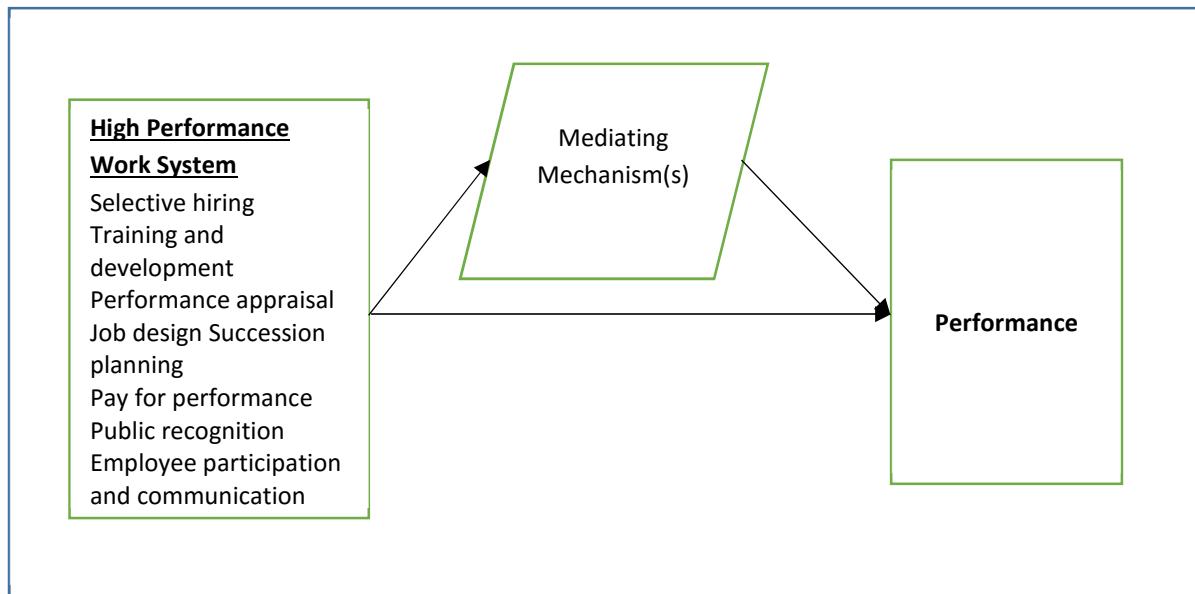 High Performance
Work System
Selective hiring
Training and
development
Performance appraisal
Job design Succession
planning
Pay for performance
Public recognition
Employee participation
and communication
Mediating
Mechanism(s)
Performance